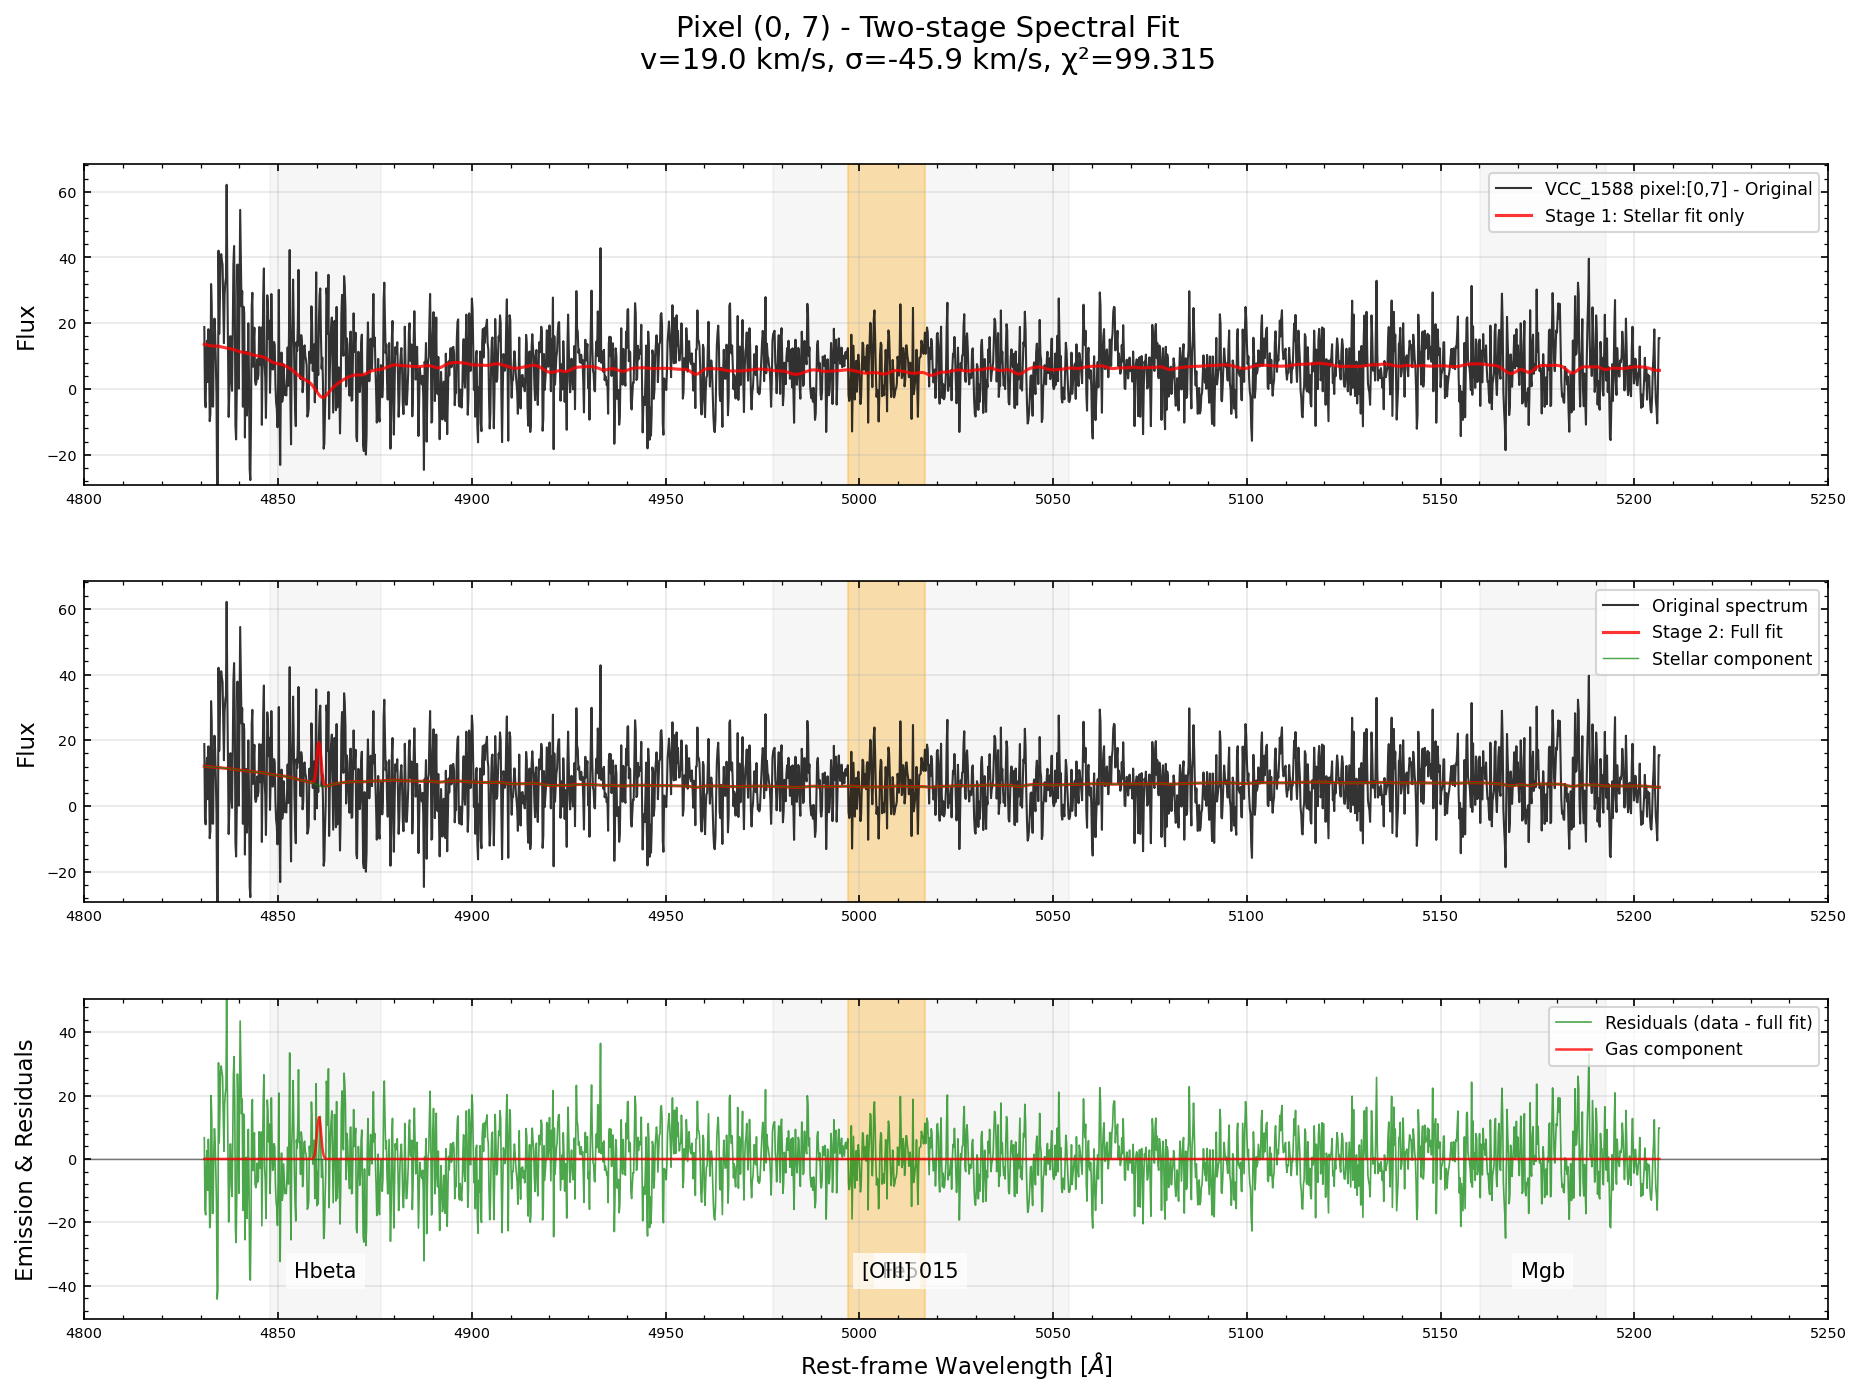 Pixel (0, 7) - Two-stage Spectral Fit
v=19.0 km/s, σ=-45.9 km/s, χ²=99.315
Flux
60
40
20
0
−20
VCC_1588 pixel:[0,7] - Original
Stage 1: Stellar fit only
4800 4850 4900 4950 5000 5050 5100 5150 5200 5250
Flux
60
40
20
0
−20
Original spectrum
Stage 2: Full fit
Stellar component
4800 4850 4900 4950 5000 5050 5100 5150 5200 5250
Emission & Residuals
40
20
0
−20
−40
Residuals (data - full fit)
Gas component
Hbeta [OIII] 5015 Mgb
4800 4850 4900 4950 5000 5050 5100 5150 5200 5250
Rest-frame Wavelength [Å]